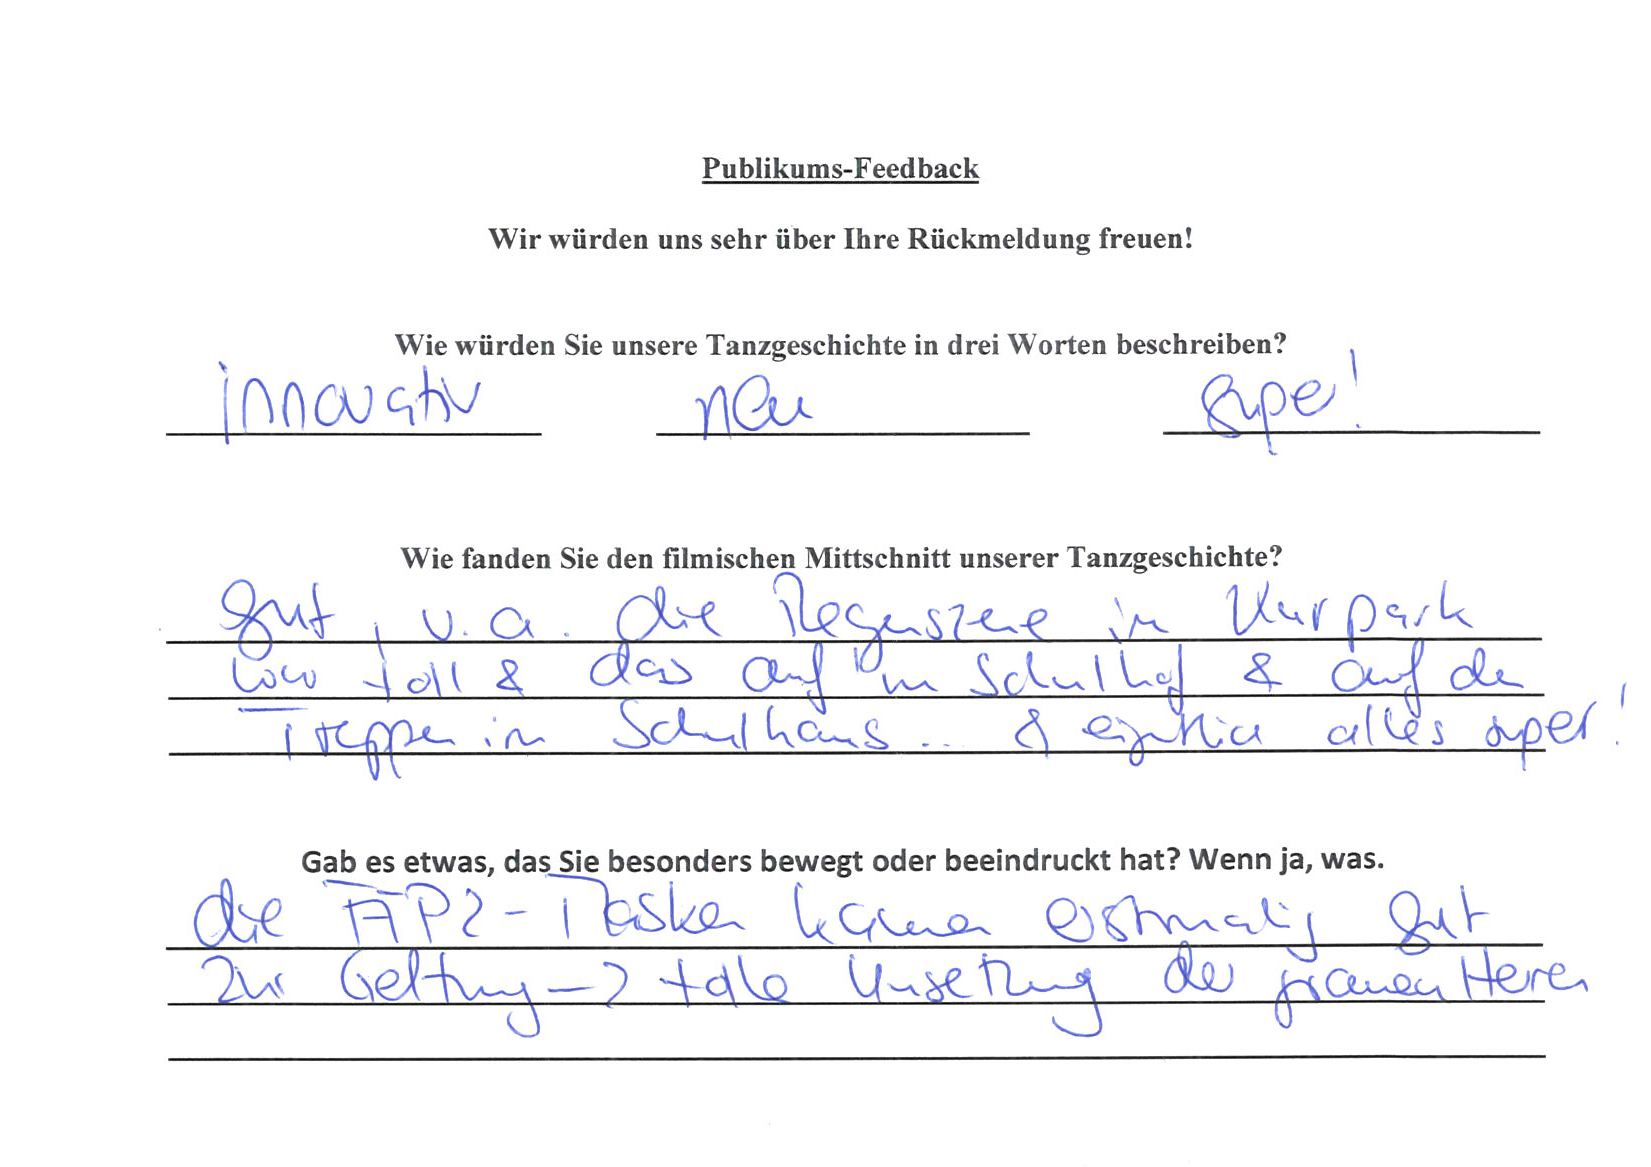 Publikums-Feedback
Wir würden uns sehr über Ihre Rückmeldung freuen!
Wie würden Sie unsere Tanzgeschichte in drei Worten beschreiben?
innovativ neu super!
Wie fanden Sie den filmischen Mittschnitt unserer Tanzgeschichte?
gut, v.a. die Regenszene im Kurpark
war toll & das auf'm Schulhof & auf den
Treppen im Schulhaus... & eigentlich alles super!
Gab es etwas, das Sie besonders bewegt oder beeindruckt hat? Wenn ja, was.
die FFP2-Masken kamen erstmalig gut
zur Geltung -> tolle Umsetzung der grauen Herren